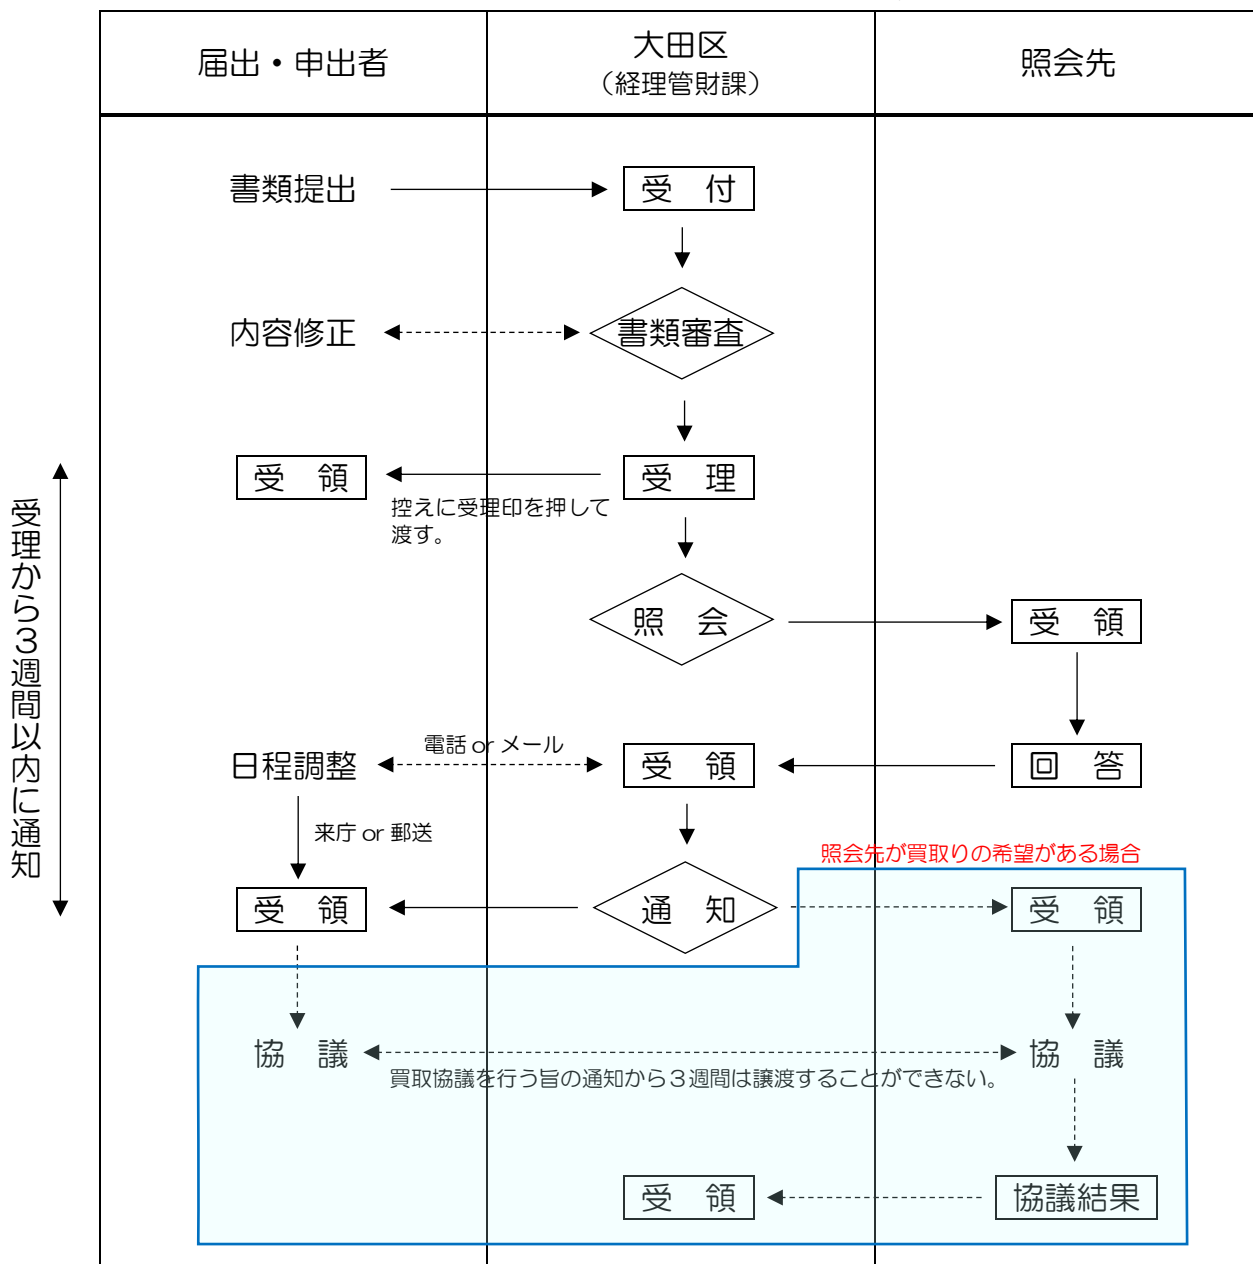 届出・申出者
大田区
（経理管財課）
照会先
書類提出
受　付
内容修正
書類審査
受　領
受　理
控えに受理印を押して
渡す。
照　会
受　領
受理から３週間以内に通知
電話 or メール
日程調整
受　領
回　答
来庁 or 郵送
照会先が買取りの希望がある場合
受　領
通　知
受　領
協　議
協　議
買取協議を行う旨の通知から３週間は譲渡することができない。
受　領
協議結果